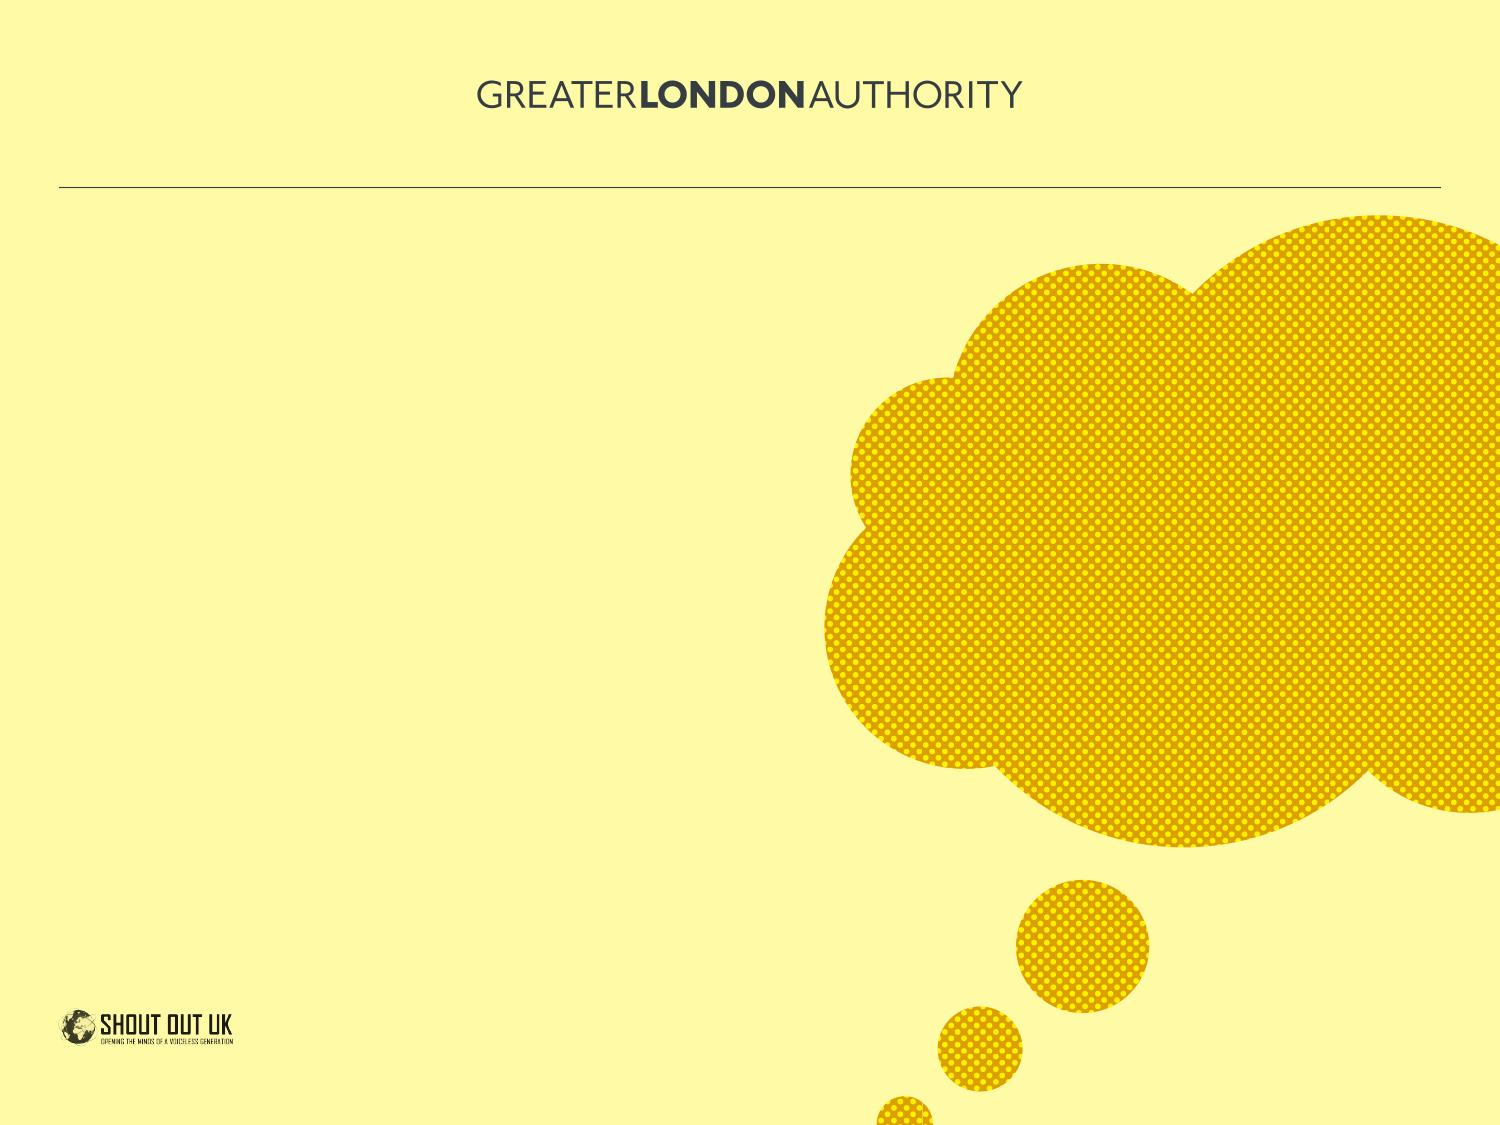 GREATERLONDONAUTHORITY
SHOUT OUT UK
OPENING THE MINDS OF A VOICELESS GENERATION